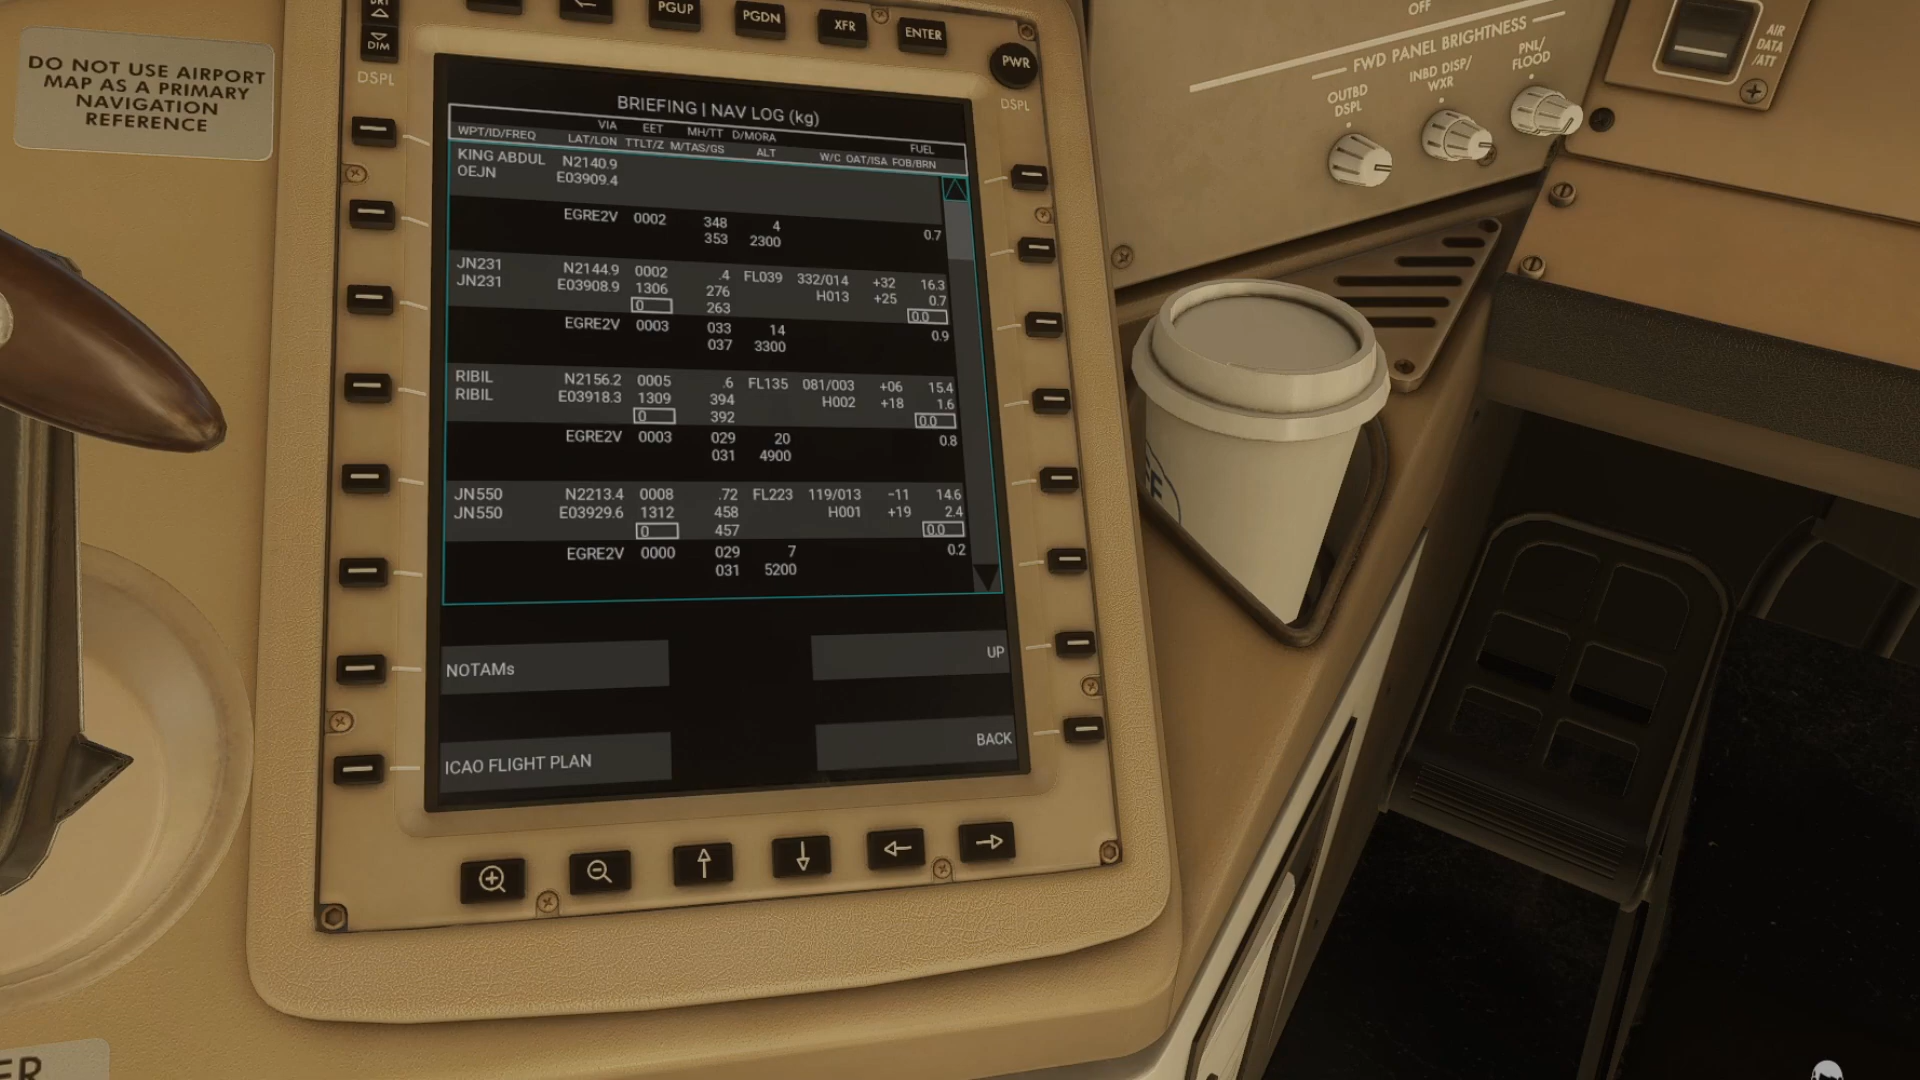 DO NOT USE AIRPORT
MAP AS A PRIMARY
NAVIGATION
REFERENCE
DIM
DSPL
PGUP
PGDN
XFR
ENTER
PWR
DSPL
OFF
FWD PANEL BRIGHTNESS
OUTBD
DSPL
INBD DISP/
WXR
PNL/
FLOOD
AIR
DATA
/ATT
BRIEFING | NAV LOG (kg)
VIA EET MH/TT D/MORA FUEL
WPT/ID/FREQ LAT/LON TTLT/Z M/TAS/GS ALT W/C OAT/ISA FOB/BRN
KING ABDUL N2140.9
OEJN E03909.4
EGRE2V 0002 348 4 0.7
353 2300
JN231 N2144.9 0002 .4 FL039 332/014 +32 16.3
JN231 E03908.9 1306 276 H013 +25 0.7
0 263 0.0
EGRE2V 0003 033 14 0.9
037 3300
RIBIL N2156.2 0005 .6 FL135 081/003 +06 15.4
RIBIL E03918.3 1309 394 H002 +18 1.6
0 392 0.0
EGRE2V 0003 029 20 0.8
031 4900
JN550 N2213.4 0008 .72 FL223 119/013 -11 14.6
JN550 E03929.6 1312 458 H001 +19 2.4
0 457 0.0
EGRE2V 0000 029 7 0.2
031 5200
NOTAMs
UP
ICAO FLIGHT PLAN
BACK